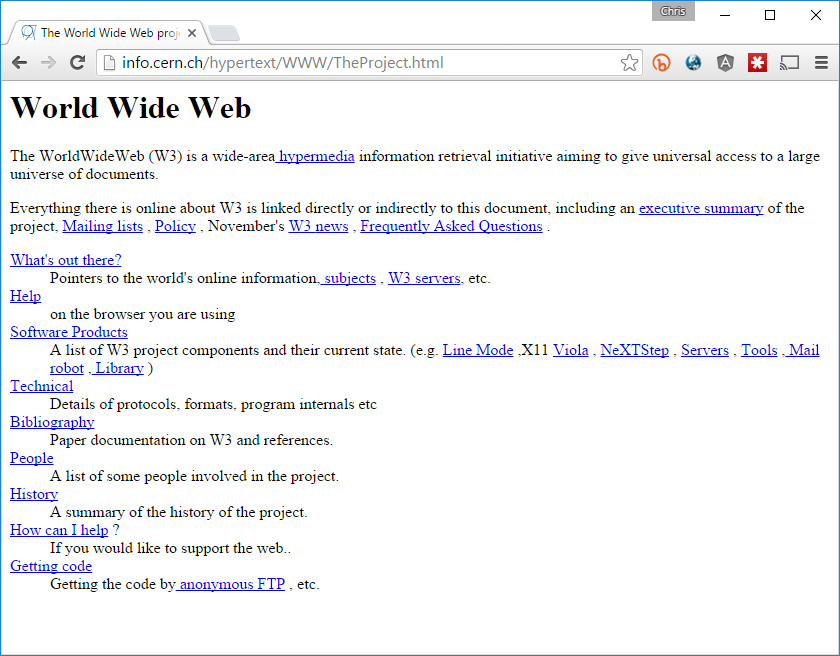 Chris
The World Wide Web proj
info.cern.ch/hypertext/WWW/TheProject.html
World Wide Web
The WorldWideWeb (W3) is a wide-area hypermedia information retrieval initiative aiming to give universal access to a large
universe of documents.
Everything there is online about W3 is linked directly or indirectly to this document, including an executive summary of the
project, Mailing lists , Policy , November's W3 news , Frequently Asked Questions .
What's out there?
Pointers to the world's online information, subjects , W3 servers, etc.
Help
on the browser you are using
Software Products
A list of W3 project components and their current state. (e.g. Line Mode ,X11 Viola , NeXTStep , Servers , Tools , Mail
robot , Library )
Technical
Details of protocols, formats, program internals etc
Bibliography
Paper documentation on W3 and references.
People
A list of some people involved in the project.
History
A summary of the history of the project.
How can I help ?
If you would like to support the web..
Getting code
Getting the code by anonymous FTP , etc.